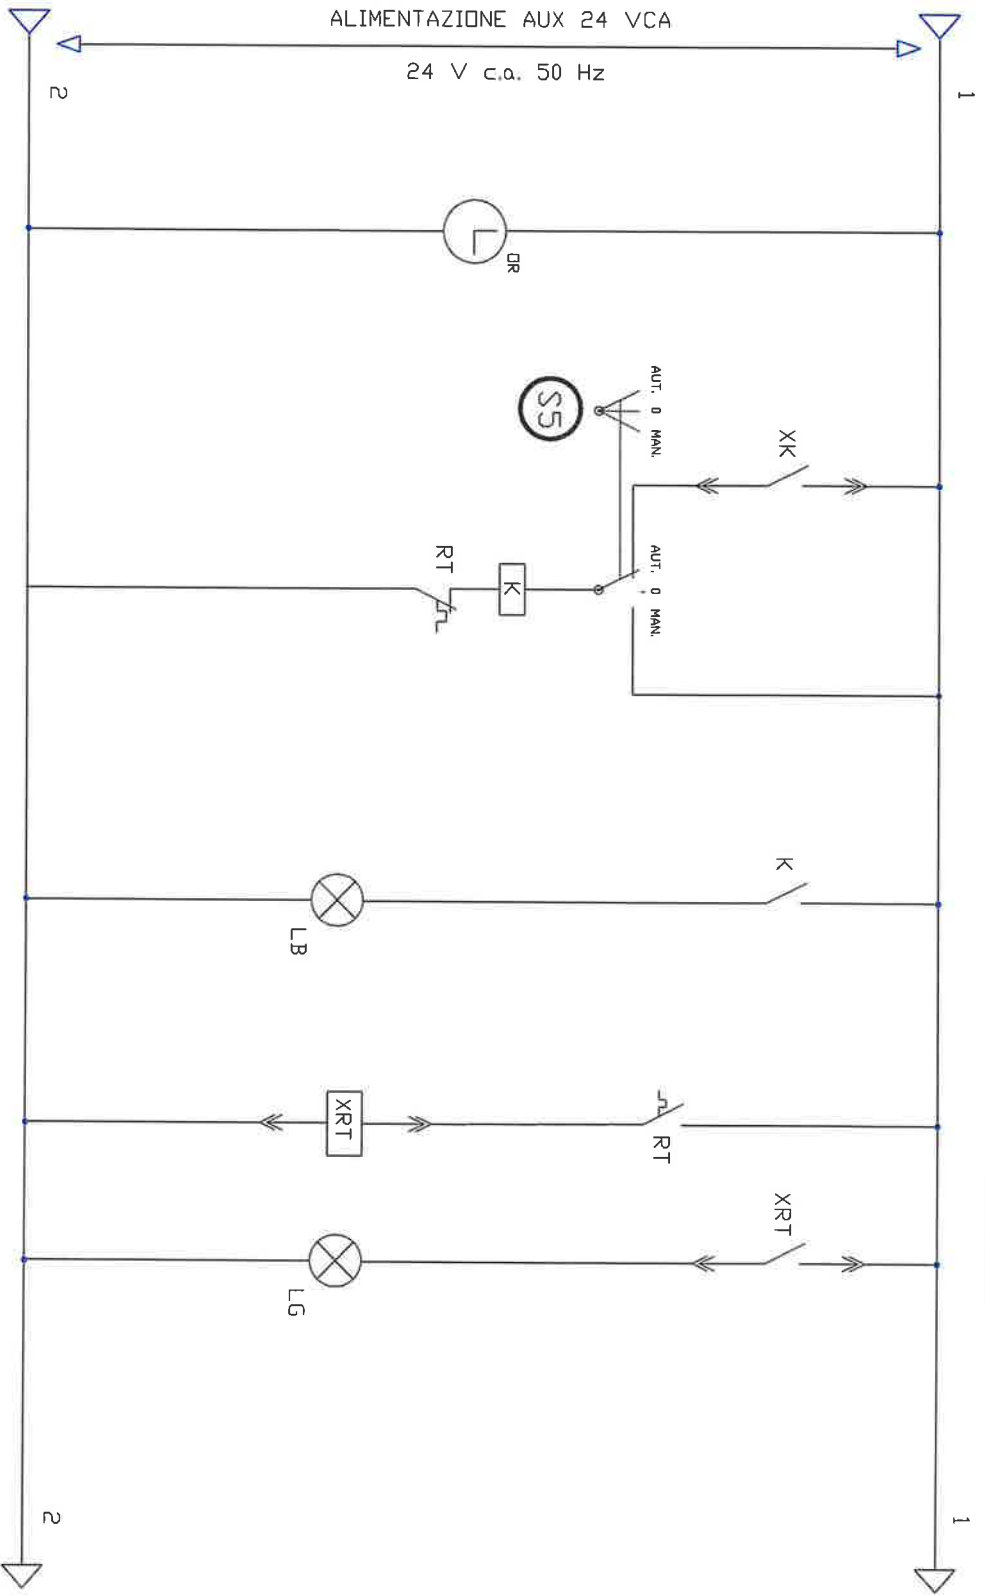 ALIMENTAZIONE AUX 24 VCA
24 V c.a. 50 Hz
1
2
OR
AUT. 0 MAN.
S5
XK
AUT. 0 MAN.
K
RT
K
LB
RT
XRT
XRT
LG
1
2